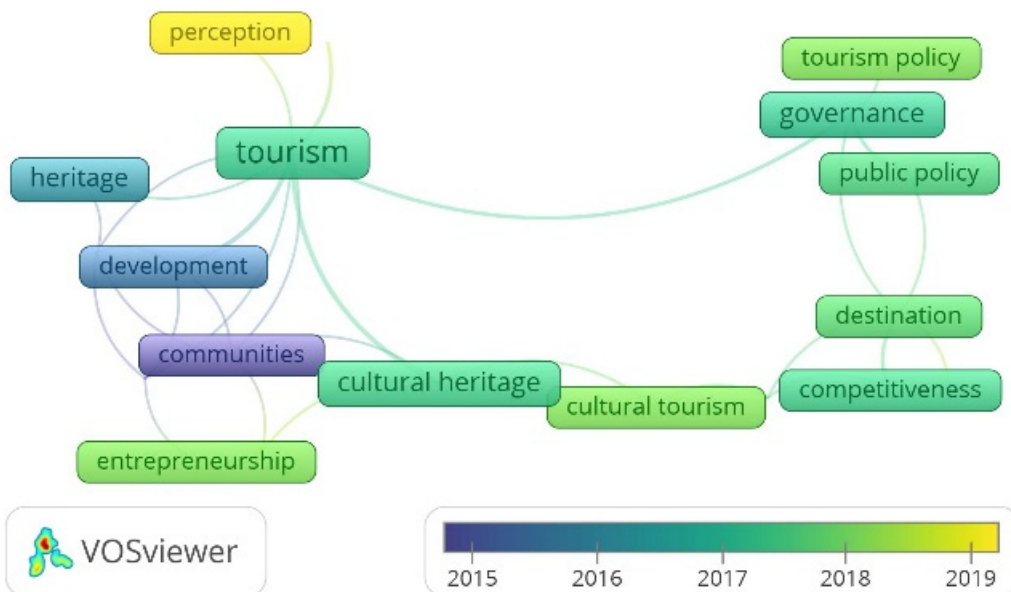 perception
tourism policy
governance
tourism
public policy
heritage
development
destination
communities
cultural heritage
competitiveness
cultural tourism
entrepreneurship
VOSviewer
2015
2016
2017
2018
2019